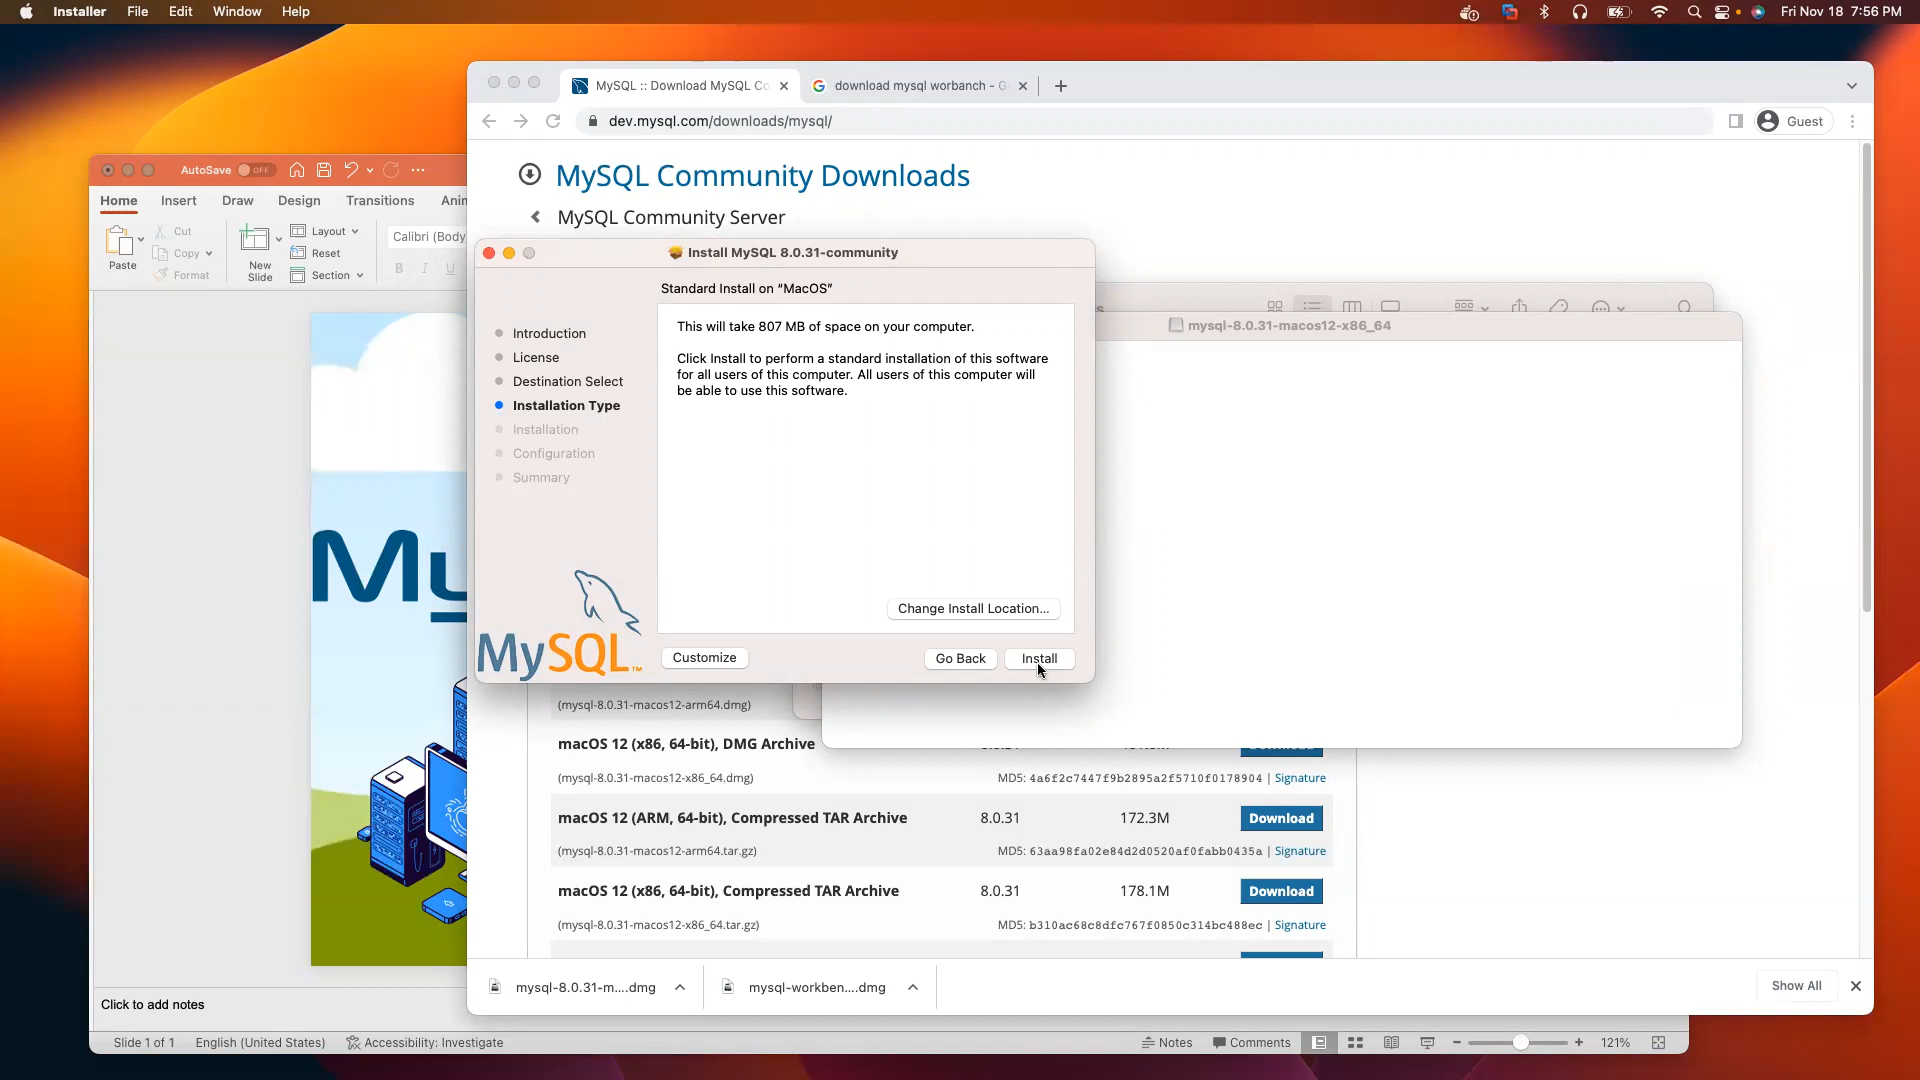 Installer File Edit Window Help
Fri Nov 18 7:56 PM
MySQL :: Download MySQL Co
download mysql worbanch - G
dev.mysql.com/downloads/mysql/
Guest
MySQL Community Downloads
MySQL Community Server
AutoSave OFF
Home Insert Draw Design Transitions Anin
Paste
Cut
Copy
Format
New
Slide
Layout
Reset
Section
Calibri (Body
B I U
Install MySQL 8.0.31-community
Standard Install on “MacOS”
Introduction
License
Destination Select
Installation Type
Installation
Configuration
Summary
This will take 807 MB of space on your computer.
Click Install to perform a standard installation of this software
for all users of this computer. All users of this computer will
be able to use this software.
Change Install Location...
Customize
Go Back
Install
MySQL™
mysql-8.0.31-macos12-x86_64
(mysql-8.0.31-macos12-arm64.dmg)
macOS 12 (x86, 64-bit), DMG Archive
(mysql-8.0.31-macos12-x86_64.dmg)
MD5: 4a6f2c7447f9b2895a2f5710f0178904 | Signature
macOS 12 (ARM, 64-bit), Compressed TAR Archive 8.0.31 172.3M Download
(mysql-8.0.31-macos12-arm64.tar.gz)
MD5: 63aa98fa02e84d2d0520af0fabb0435a | Signature
macOS 12 (x86, 64-bit), Compressed TAR Archive 8.0.31 178.1M Download
(mysql-8.0.31-macos12-x86_64.tar.gz)
MD5: b310ac68c8dfc767f0850c314bc488ec | Signature
mysql-8.0.31-m....dmg
mysql-workben....dmg
Show All
My
Click to add notes
Slide 1 of 1 English (United States) Accessibility: Investigate
Notes Comments 121%